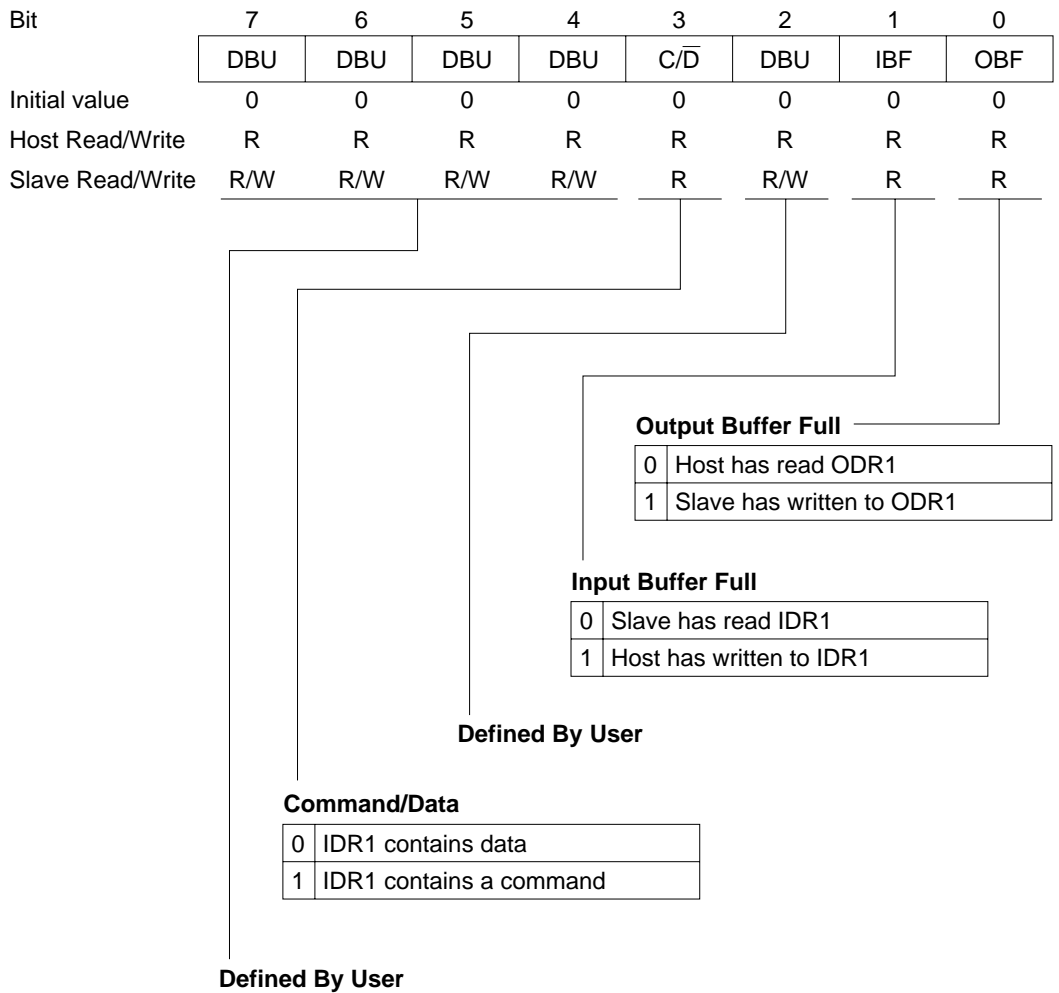 Bit 7 6 5 4 3 2 1 0
DBU DBU DBU DBU C/D̅ DBU IBF OBF
Initial value 0 0 0 0 0 0 0 0
Host Read/Write R R R R R R R R
Slave Read/Write R/W R/W R/W R/W R R/W R R
Output Buffer Full
0 Host has read ODR1
1 Slave has written to ODR1
Input Buffer Full
0 Slave has read IDR1
1 Host has written to IDR1
Defined By User
Command/Data
0 IDR1 contains data
1 IDR1 contains a command
Defined By User